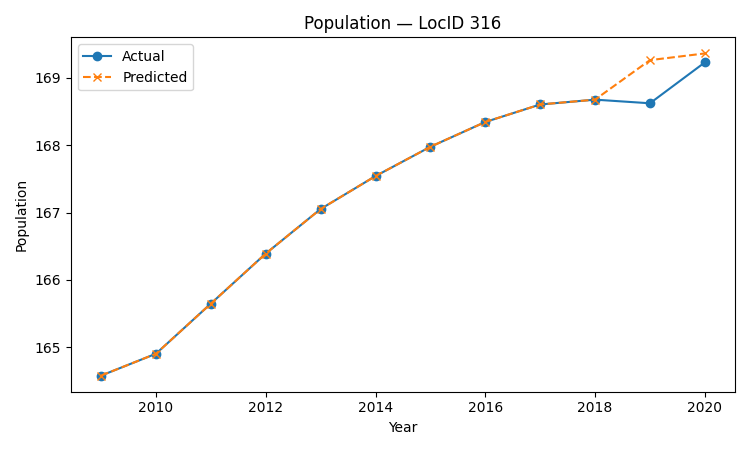 Population — LocID 316
Actual
Predicted
169
168
167
166
165
Population
2010 2012 2014 2016 2018 2020
Year